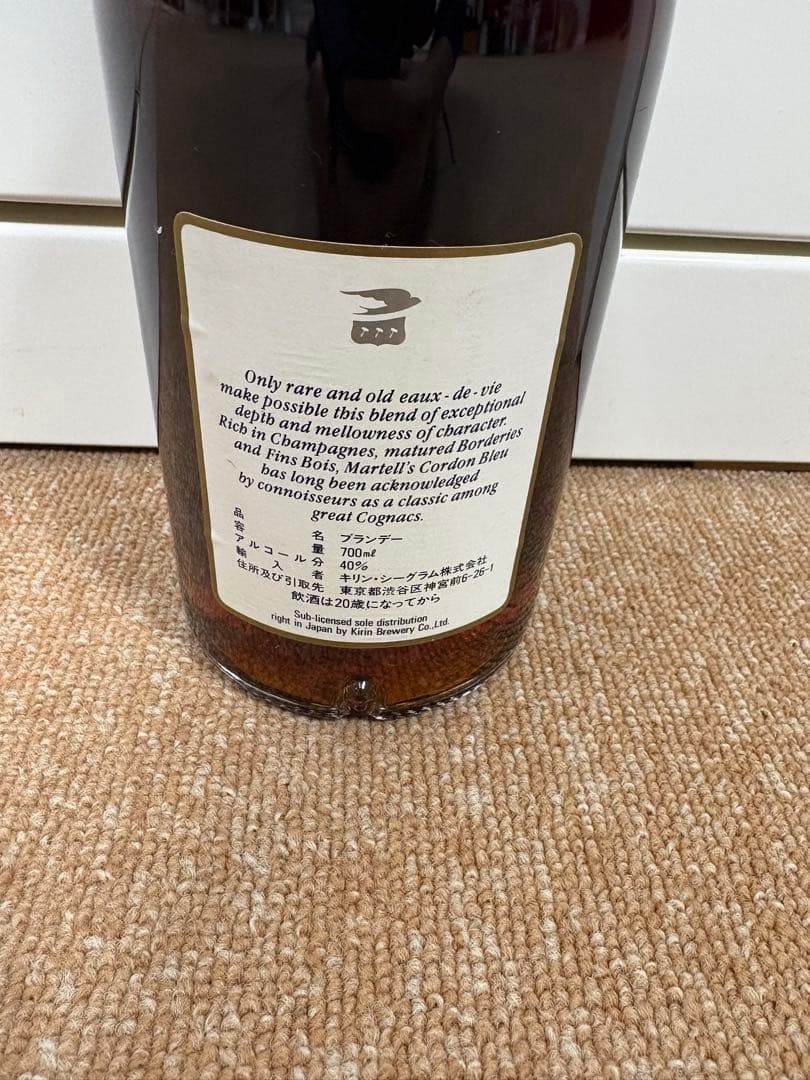 Only rare and old eaux-de-vie
make possible this blend of exceptional
depth and mellowness of character.
Rich in Champagnes, matured Borderies
and Fins Bois, Martell's Cordon Bleu
has long been acknowledged
by connoisseurs as a classic among
great Cognacs.
品名 ブランデー
容量 700mℓ
アルコール分 40%
輸入者 キリン・シーグラム株式会社
住所及び引取先 東京都渋谷区神宮前6-26-1
飲酒は20歳になってから
Sub-licensed sole distribution
right in Japan by Kirin Brewery Co.,Ltd.